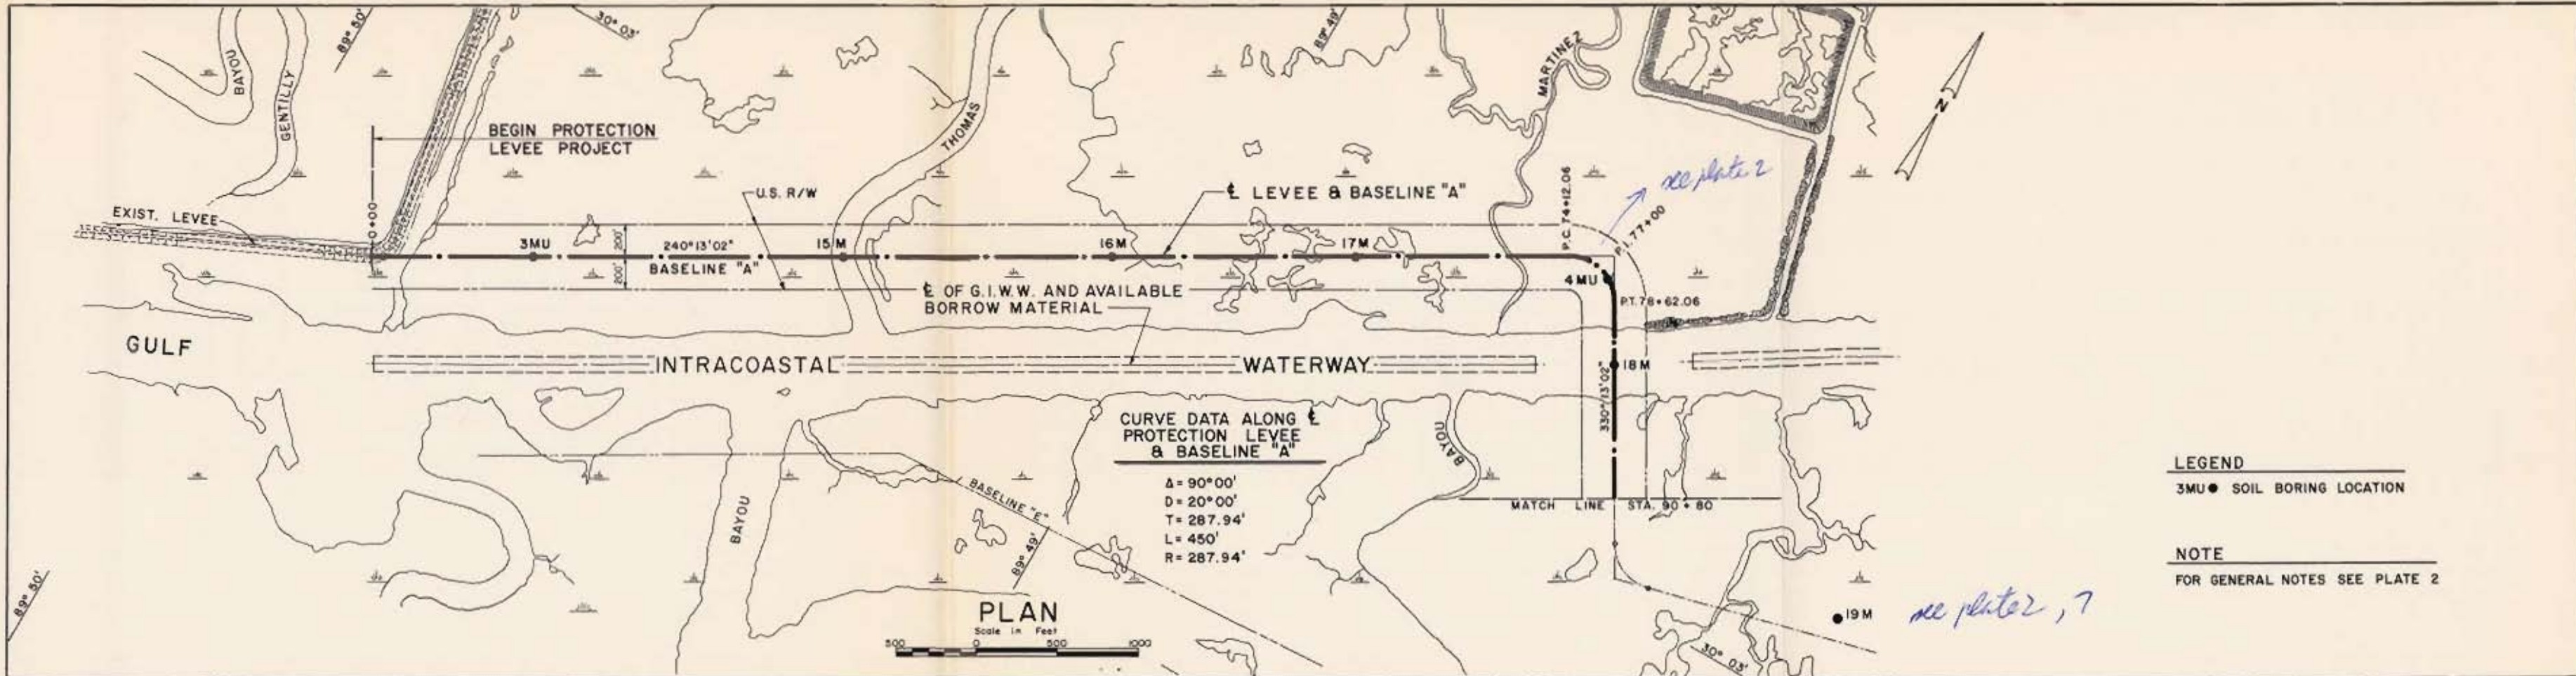 89° 50'
30° 03'
89° 49'
BAYOU
GENTILLY
THOMAS
MARTINEZ
N
BEGIN PROTECTION
LEVEE PROJECT
see plate 2
U.S. R/W
℄ LEVEE & BASELINE "A"
P.C. 74+12.06
P.I. 77+00
EXIST. LEVEE
0+00
3MU
200'
200'
240°13'02"
BASELINE "A"
15M
16M
17M
4MU
P.T. 78+62.06
℄ OF G.I.W.W. AND AVAILABLE
BORROW MATERIAL
GULF
INTRACOASTAL
WATERWAY
18M
330°13'02"
CURVE DATA ALONG ℄
PROTECTION LEVEE
& BASELINE "A"
Δ= 90°00'
D= 20°00'
T= 287.94'
L= 450'
R= 287.94'
BAYOU
BAYOU
BASELINE "E"
89° 49'
MATCH LINE STA. 90+80
LEGEND
3MU● SOIL BORING LOCATION
NOTE
FOR GENERAL NOTES SEE PLATE 2
89° 50'
PLAN
Scale in Feet
500 0 500 1000
19M
see plate 2, 7
30° 03'